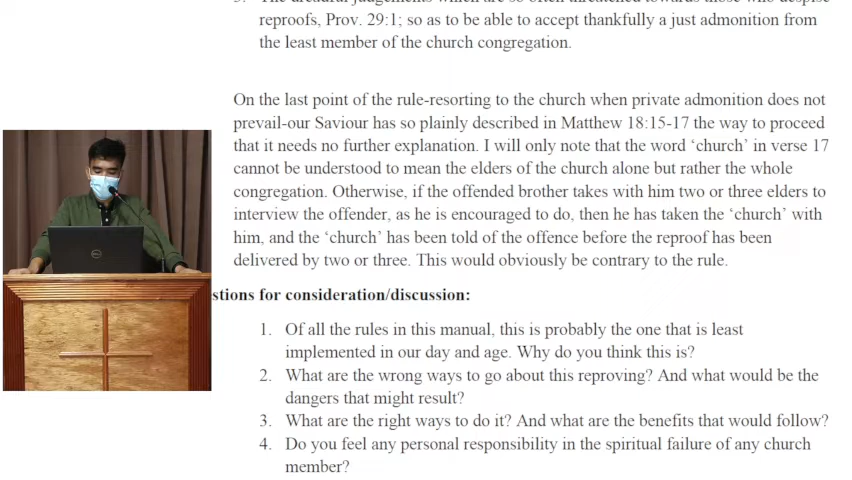 reproofs, Prov. 29:1; so as to be able to accept thankfully a just admonition from
the least member of the church congregation.
On the last point of the rule-resorting to the church when private admonition does not
prevail-our Saviour has so plainly described in Matthew 18:15-17 the way to proceed
that it needs no further explanation. I will only note that the word ‘church’ in verse 17
cannot be understood to mean the elders of the church alone but rather the whole
congregation. Otherwise, if the offended brother takes with him two or three elders to
interview the offender, as he is encouraged to do, then he has taken the ‘church’ with
him, and the ‘church’ has been told of the offence before the reproof has been
delivered by two or three. This would obviously be contrary to the rule.
stions for consideration/discussion:
1. Of all the rules in this manual, this is probably the one that is least
implemented in our day and age. Why do you think this is?
2. What are the wrong ways to go about this reproving? And what would be the
dangers that might result?
3. What are the right ways to do it? And what are the benefits that would follow?
4. Do you feel any personal responsibility in the spiritual failure of any church
member?